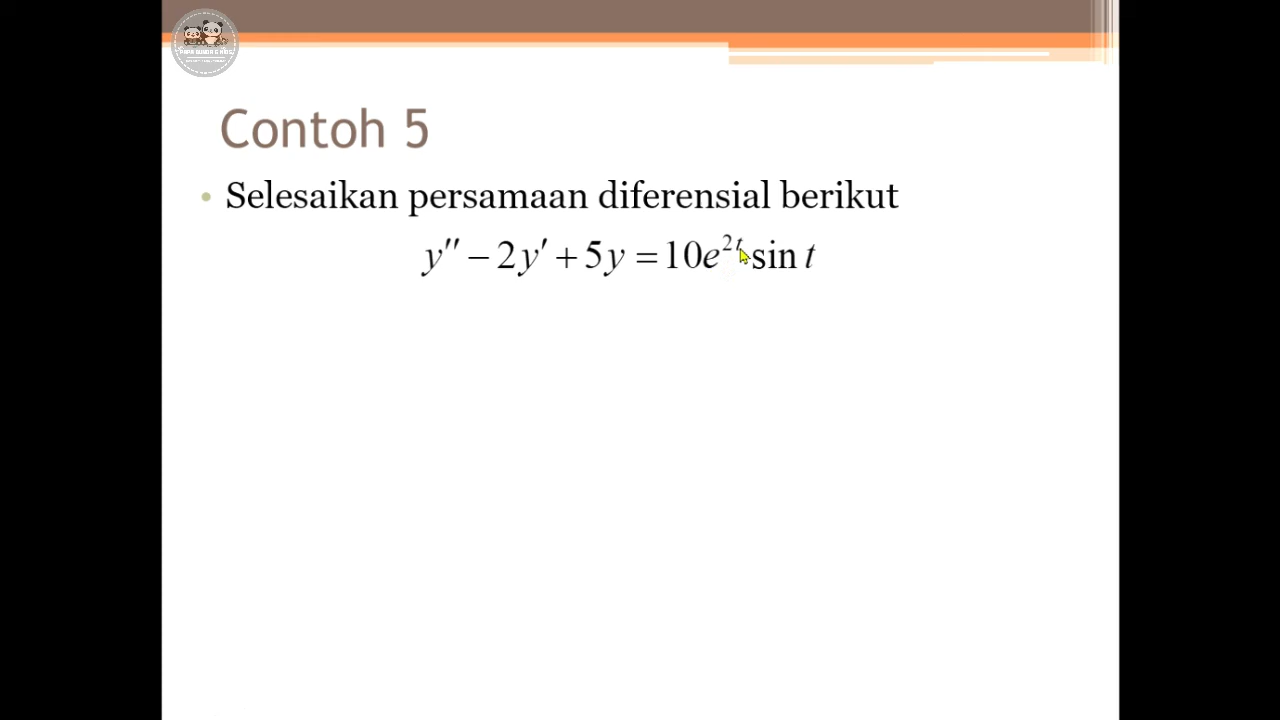 Contoh 5
• Selesaikan persamaan diferensial berikut
y″ − 2y′ + 5y = 10e^{2t} sin t